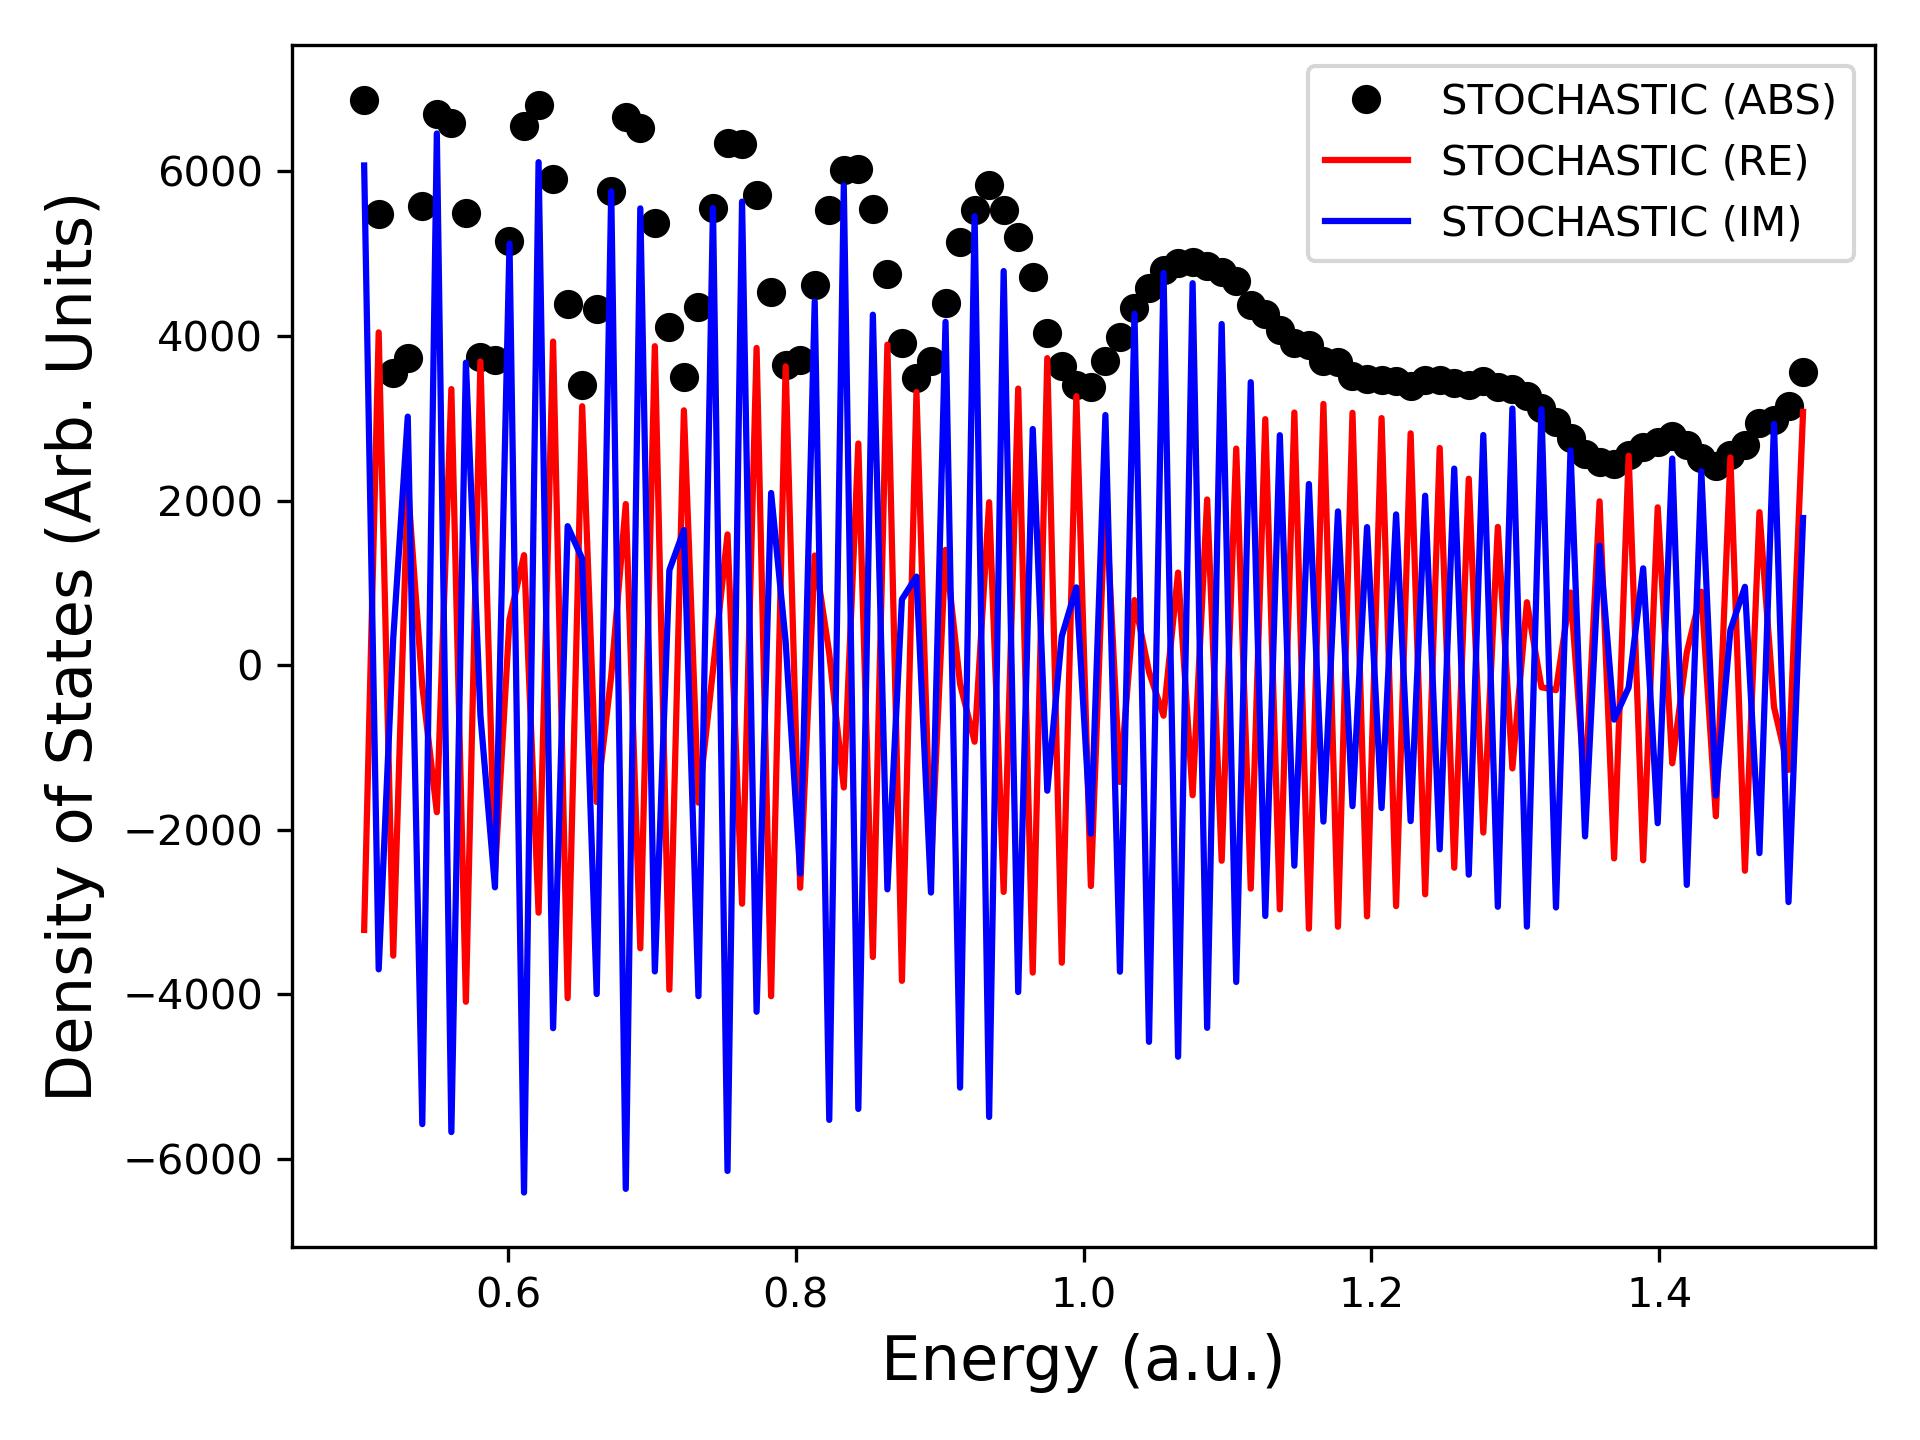 STOCHASTIC (ABS)
STOCHASTIC (RE)
STOCHASTIC (IM)
Density of States (Arb. Units)
6000
4000
2000
0
−2000
−4000
−6000
0.6 0.8 1.0 1.2 1.4
Energy (a.u.)